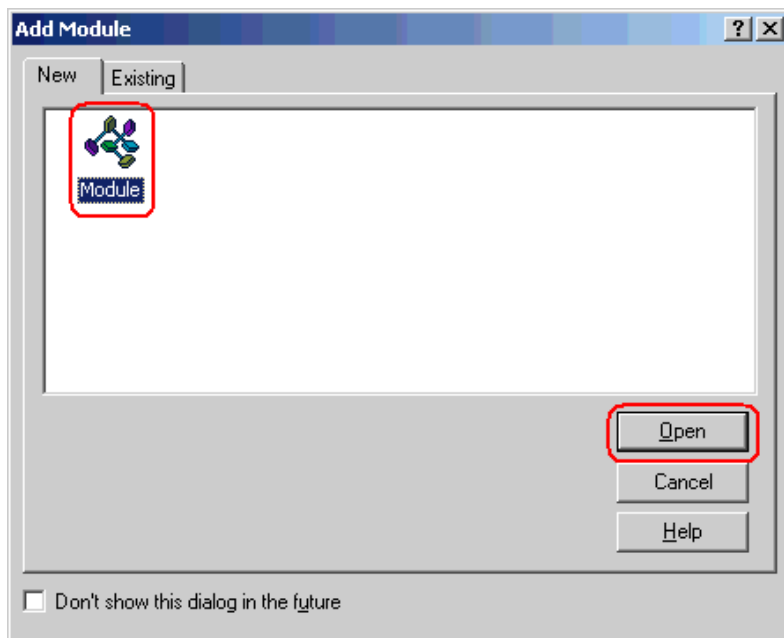 Add Module
New
Existing
Module
Open
Cancel
Help
Don't show this dialog in the future